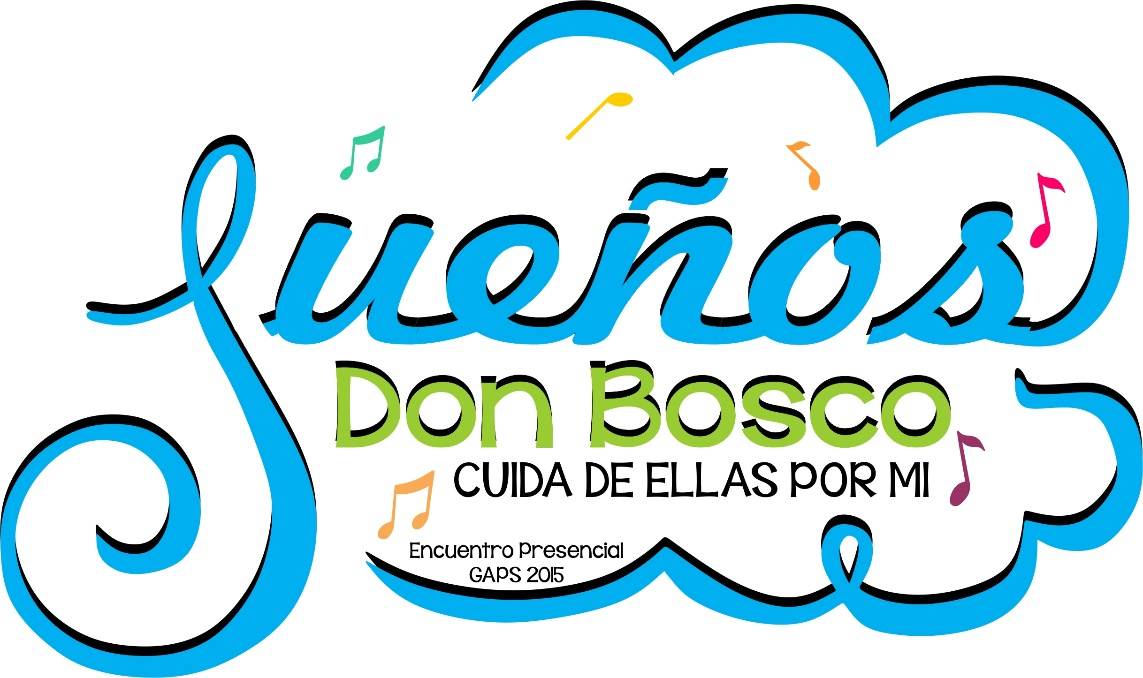 Sueños
Don Bosco
CUIDA DE ELLAS POR MI
Encuentro Presencial
GAPS 2015